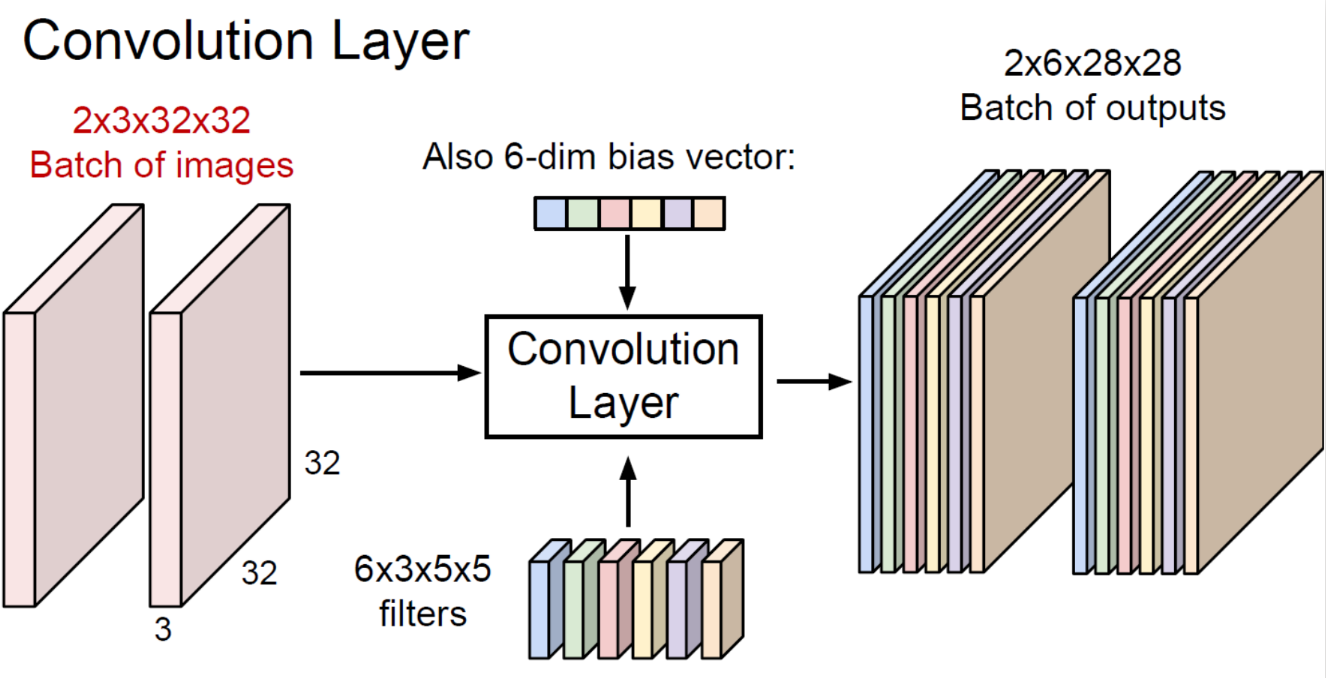 Convolution Layer
2x3x32x32
Batch of images
Also 6-dim bias vector:
2x6x28x28
Batch of outputs
Convolution
Layer
32
32
3
6x3x5x5
filters